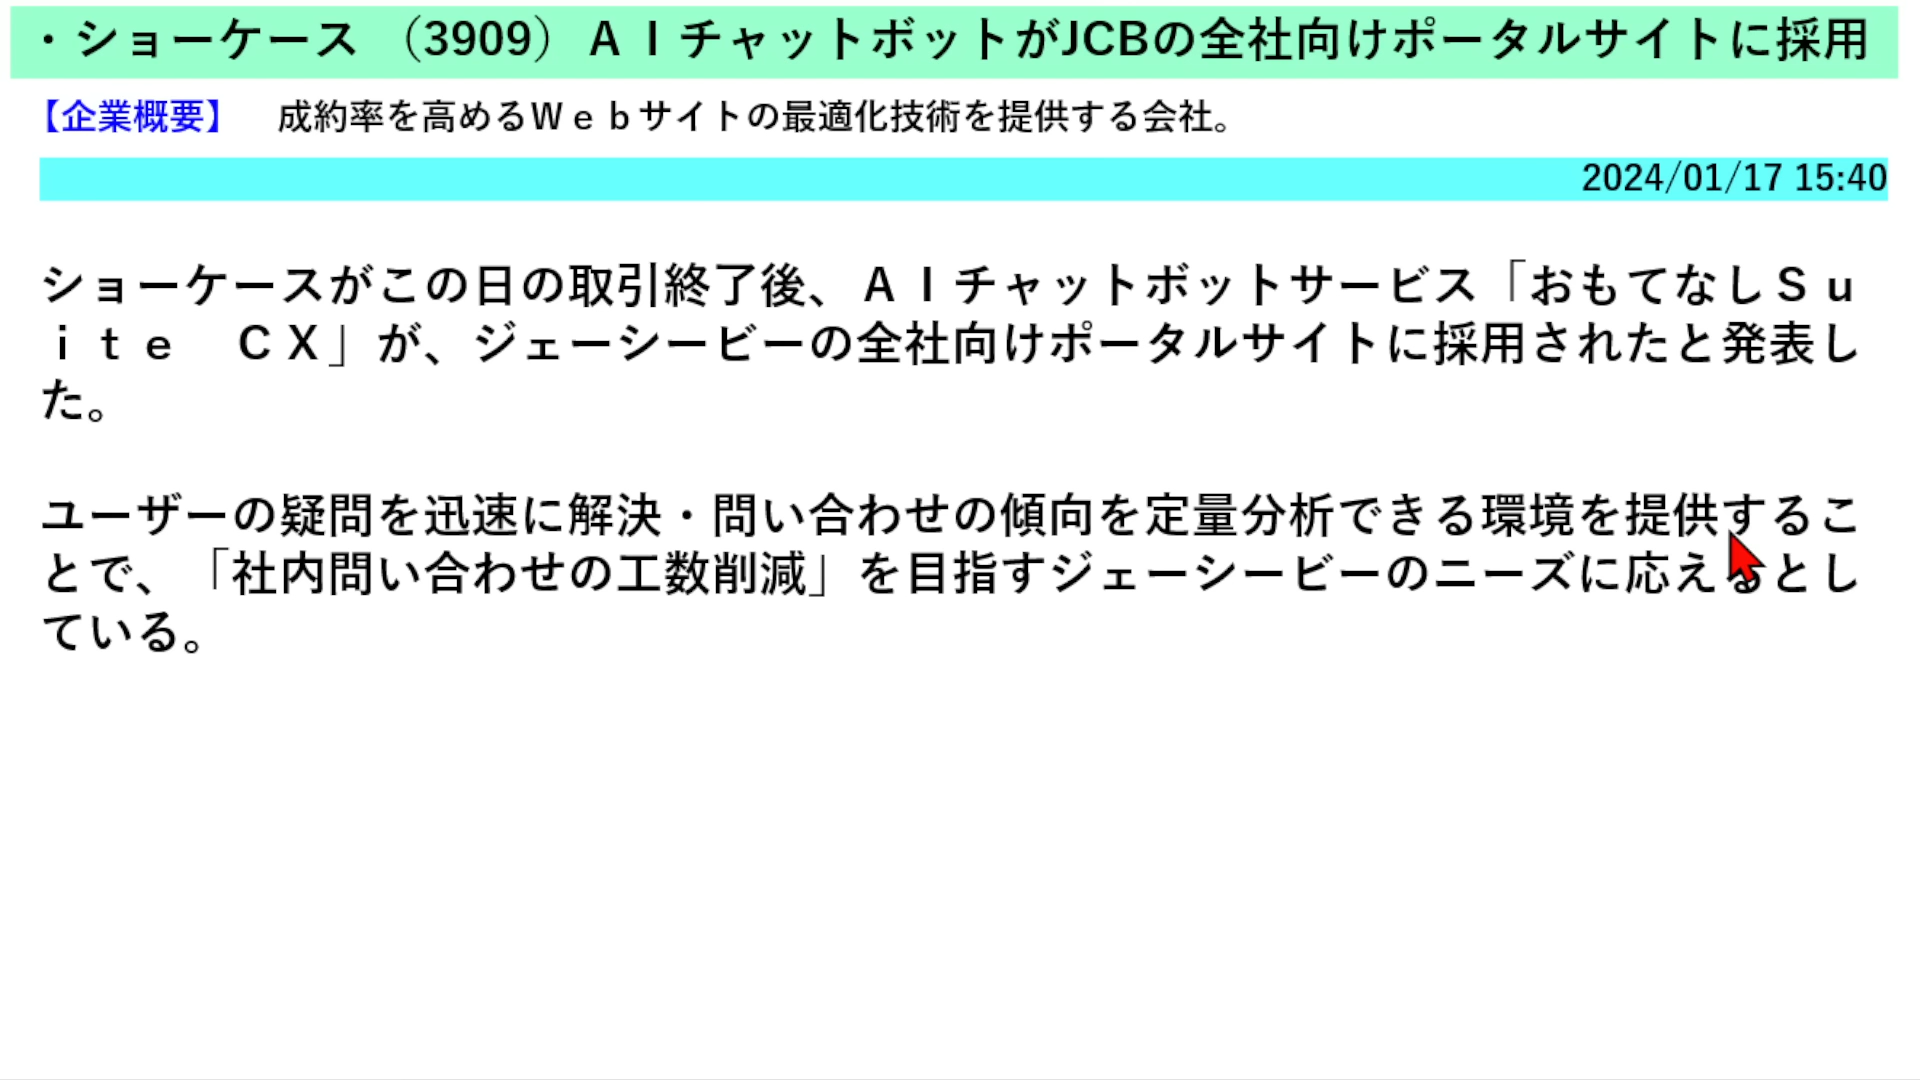 ・ショーケース （3909） ＡＩチャットボットがJCBの全社向けポータルサイトに採用
【企業概要】　成約率を高めるＷｅｂサイトの最適化技術を提供する会社。
2024/01/17 15:40
ショーケースがこの日の取引終了後、ＡＩチャットボットサービス「おもてなしＳｕ
ｉｔｅ　ＣＸ」が、ジェーシービーの全社向けポータルサイトに採用されたと発表し
た。
ユーザーの疑問を迅速に解決・問い合わせの傾向を定量分析できる環境を提供するこ
とで、「社内問い合わせの工数削減」を目指すジェーシービーのニーズに応えるとし
ている。